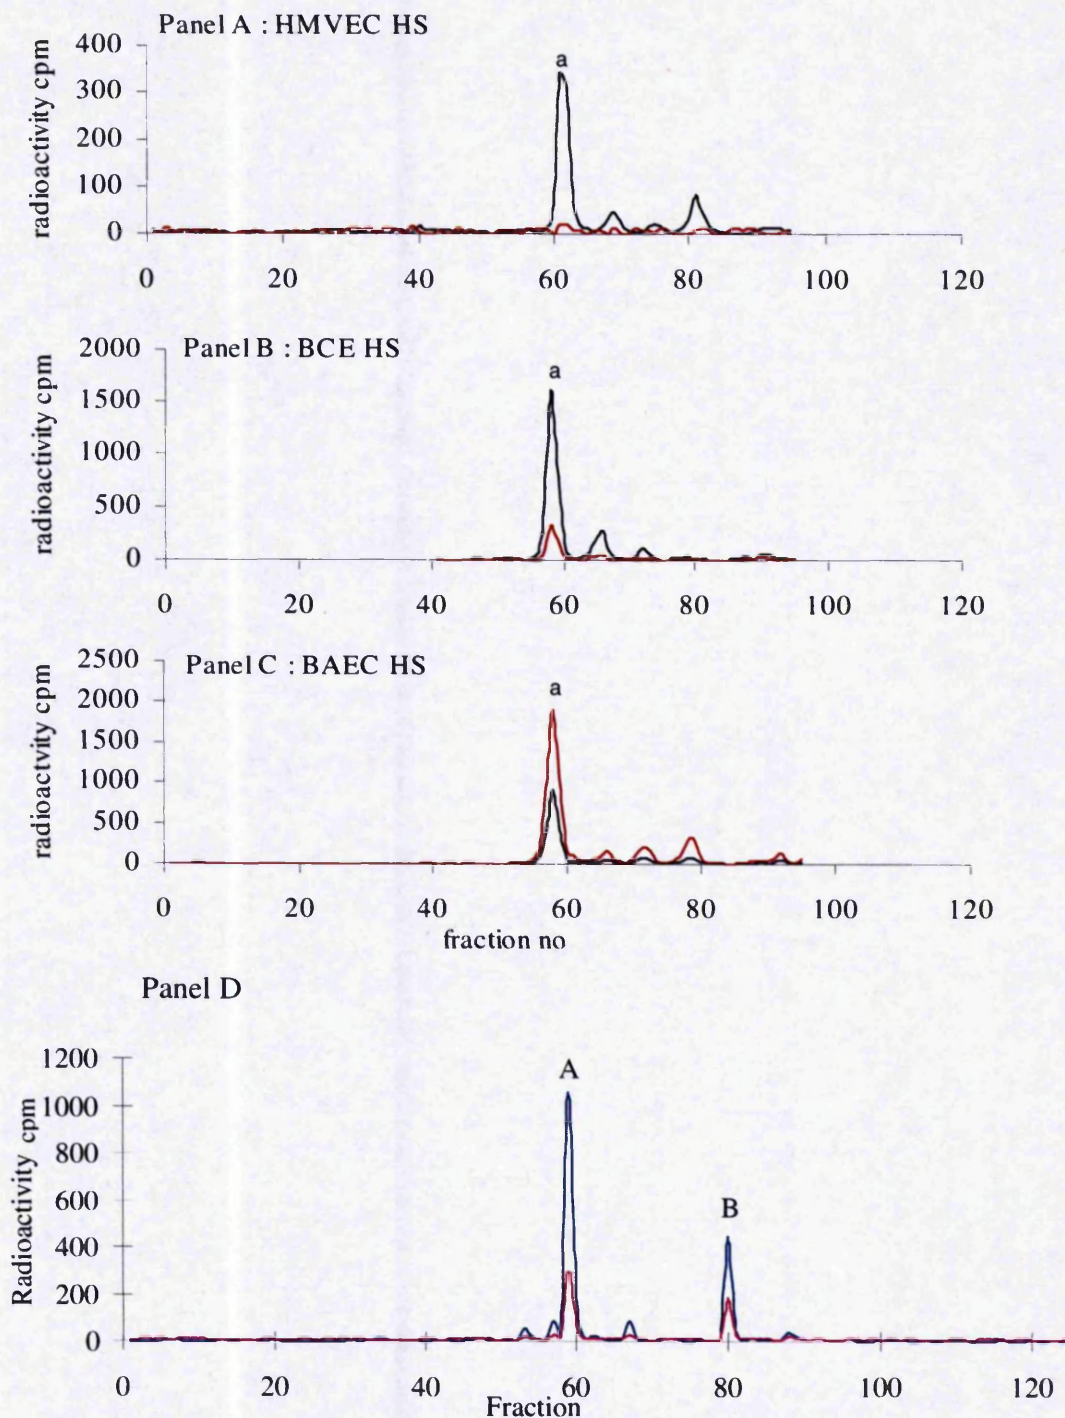 Panel A : HMVEC HS
radioactivity cpm
400
300
200
100
0
a
0 20 40 60 80 100 120
Panel B : BCE HS
radioactivity cpm
2000
1500
1000
500
0
a
0 20 40 60 80 100 120
Panel C : BAEC HS
radioactvity cpm
2500
2000
1500
1000
500
0
a
0 20 40 60 80 100 120
fraction no
Panel D
Radioactivity cpm
1200
1000
800
600
400
200
0
A
B
0 20 40 60 80 100 120
Fraction